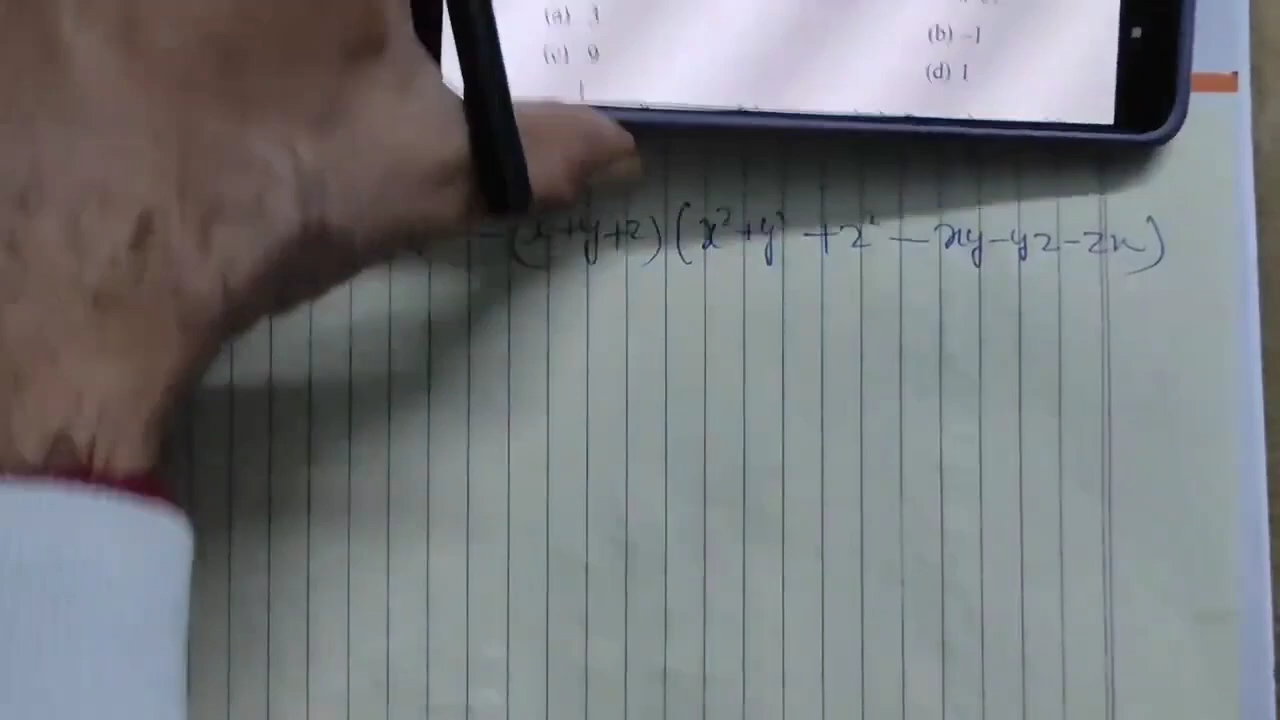 (a) 3
(b) -1
(c) 9
(d) 1
= (x+y+z)(x²+y²+z²-xy-yz-zx)